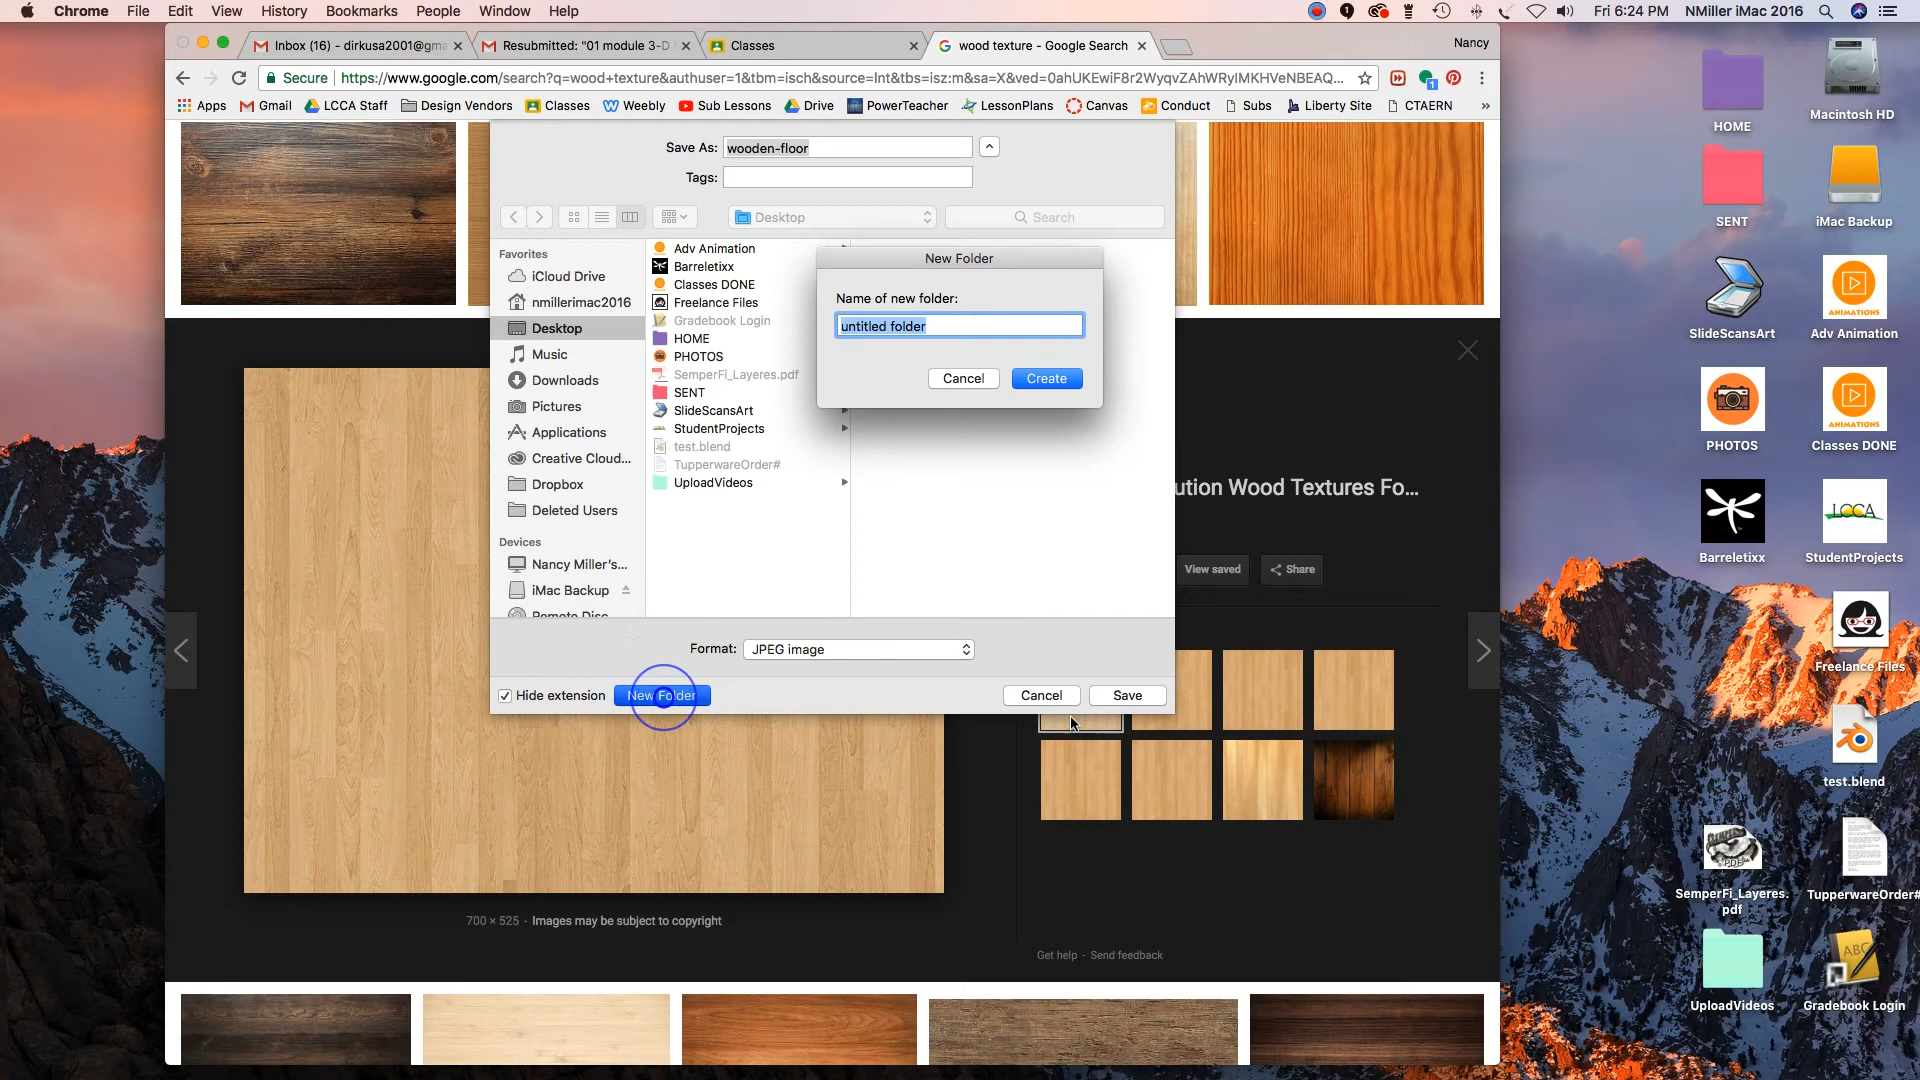 Chrome File Edit View History Bookmarks People Window Help
Fri 6:24 PM NMiller iMac 2016
Inbox (16) - dirkusa2001@gma
Resubmitted: "01 module 3-D
Classes
wood texture - Google Search
Nancy
Secure https://www.google.com/search?q=wood+texture&authuser=1&tbm=isch&source=lnt&tbs=isz:m&sa=X&ved=0ahUKEwiF8r2WyqvZAhWRylMKHVeNBEAQ...
Apps Gmail LCCA Staff Design Vendors Classes Weebly Sub Lessons Drive PowerTeacher LessonPlans Canvas Conduct Subs Liberty Site CTAERN »
Save As: wooden-floor
Tags:
Desktop
Search
Favorites
iCloud Drive
nmillerimac2016
Desktop
Music
Downloads
Pictures
Applications
Creative Cloud...
Dropbox
Deleted Users
Devices
Nancy Miller's...
iMac Backup
Remote Disc
Adv Animation
Barreletixx
Classes DONE
Freelance Files
Gradebook Login
HOME
PHOTOS
SemperFi_Layeres.pdf
SENT
SlideScansArt
StudentProjects
test.blend
TupperwareOrder#
UploadVideos
New Folder
Name of new folder:
untitled folder
Cancel Create
Format: JPEG image
Hide extension New Folder Cancel Save
ution Wood Textures Fo...
View saved Share
700 × 525 - Images may be subject to copyright
Get help - Send feedback
HOME
Macintosh HD
SENT
iMac Backup
SlideScansArt
Adv Animation
PHOTOS
ANIMATIONS
Classes DONE
Barreletixx
LCCA
StudentProjects
Freelance Files
test.blend
SemperFi_Layeres.
pdf
TupperwareOrder#
UploadVideos
ABC
Gradebook Login